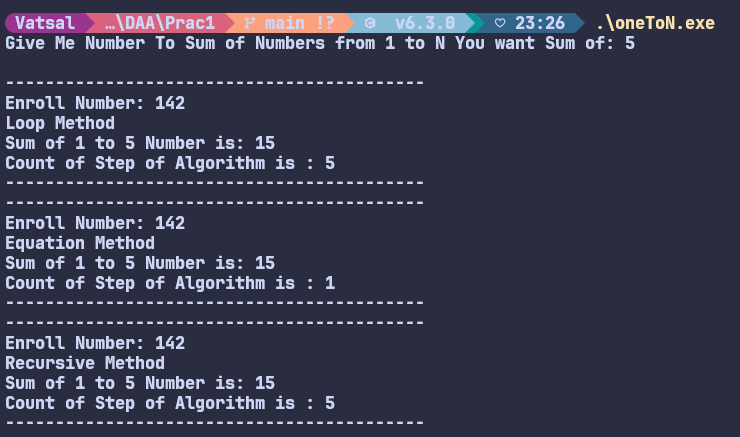 Vatsal …\DAA\Prac1 main !? v6.3.0 23:26 .\oneToN.exe
Give Me Number To Sum of Numbers from 1 to N You want Sum of: 5
------------------------------------------
Enroll Number: 142
Loop Method
Sum of 1 to 5 Number is: 15
Count of Step of Algorithm is : 5
------------------------------------------
------------------------------------------
Enroll Number: 142
Equation Method
Sum of 1 to 5 Number is: 15
Count of Step of Algorithm is : 1
------------------------------------------
------------------------------------------
Enroll Number: 142
Recursive Method
Sum of 1 to 5 Number is: 15
Count of Step of Algorithm is : 5
------------------------------------------